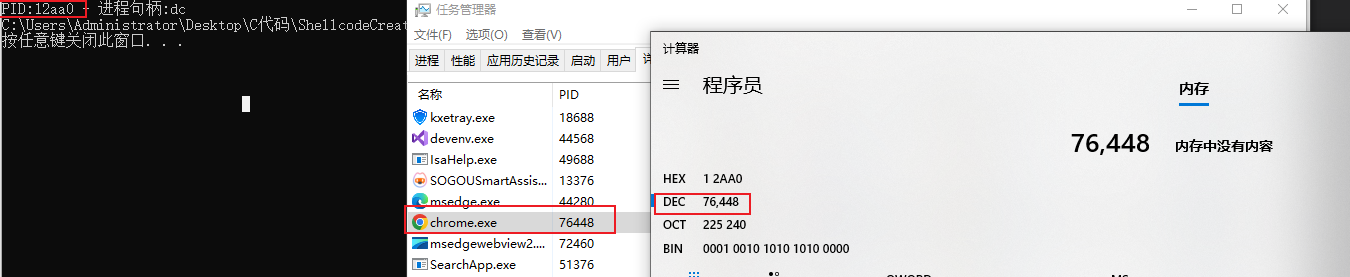 PID:12aa0 - 进程句柄:dc
C:\Users\Administrator\Desktop\C代码\ShellcodeCreat
按任意键关闭此窗口. . .
任务管理器
文件(F) 选项(O) 查看(V)
进程 性能 应用历史记录 启动 用户
名称 PID
kxetray.exe 18688
devenv.exe 44568
IsaHelp.exe 49688
SOGOUSmartAssis... 13376
msedge.exe 44280
chrome.exe 76448
msedgewebview2.... 72460
SearchApp.exe 51376
计算器
程序员
内存
76,448
内存中没有内容
HEX 1 2AA0
DEC 76,448
OCT 225 240
BIN 0001 0010 1010 1010 0000